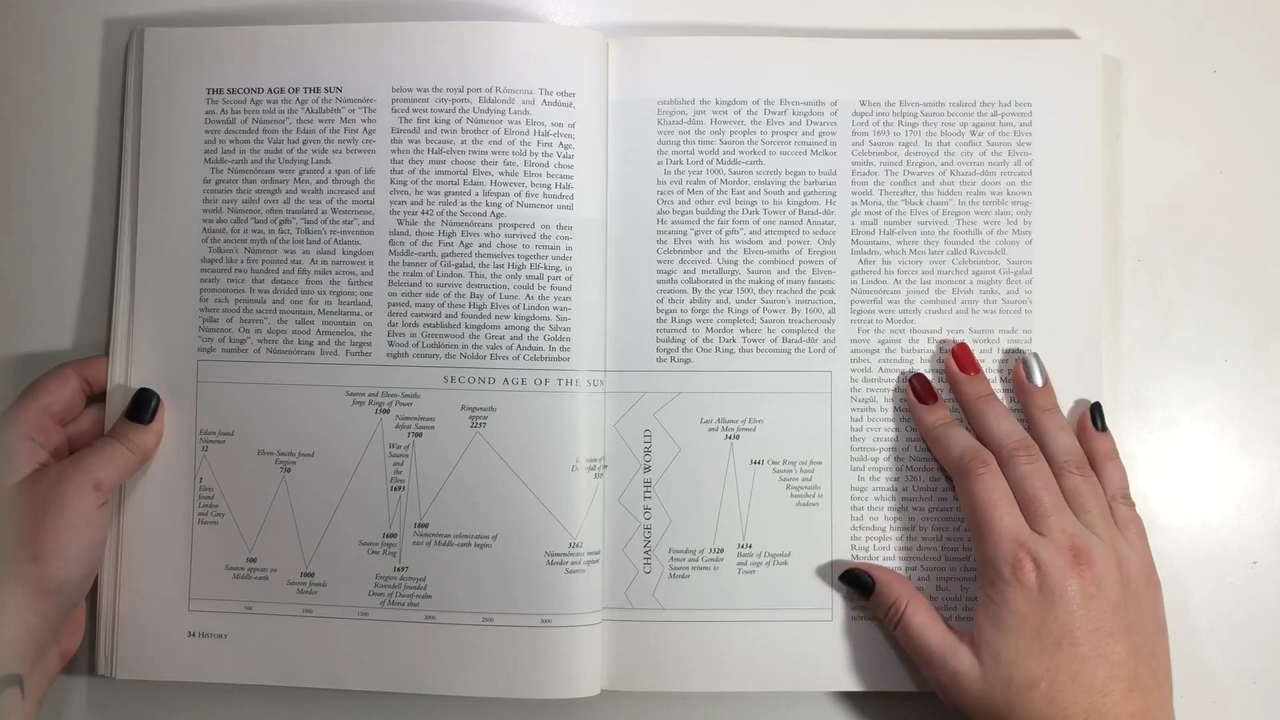 THE SECOND AGE OF THE SUN
The Second Age was the Age of the Númenóre-
ans. As has been told in the "Akallabêth" or "The
Downfall of Númenor", these were Men who
were descended from the Edain of the First Age
and to whom the Valar had given the newly cre-
ated land in the midst of the wide sea between
Middle-earth and the Undying Lands.
The Númenóreans were granted a span of life
far greater than ordinary Men, and through the
centuries their strength and wealth increased and
their navy sailed over all the seas of the mortal
world. Númenor, often translated as Westernesse,
was also called "land of gifts", "land of the star", and
Atlantë, for it was, in fact, Tolkien's re-invention
of the ancient myth of the lost land of Atlantis.
Tolkien's Númenor was an island kingdom
shaped like a five pointed star. At its narrowest it
measured two hundred and fifty miles across, and
nearly twice that distance from the farthest
promontories. It was divided into six regions; one
for each peninsula and one for its heartland,
where stood the sacred mountain, Meneltarma, or
"pillar of heaven", the tallest mountain on
Númenor. On its slopes stood Armenelos, the
"city of kings", where the king and the largest
single number of Númenóreans lived. Further
below was the royal port of Rómenna. The other
prominent city-ports, Eldalondë and Andúnië,
faced west toward the Undying Lands.
The first king of Númenor was Elros, son of
Eärendil and twin brother of Elrond Half-elven;
this was because, at the end of the First Age,
when the Half-elven twins were told by the Valar
that they must choose their fate, Elrond chose
that of the immortal Elves, while Elros became
King of the mortal Edain. However, being Half-
elven, he was granted a lifespan of five hundred
years and he ruled as the king of Númenor until
the year 442 of the Second Age.
While the Númenóreans prospered on their
island, those High Elves who survived the con-
flicts of the First Age and chose to remain in
Middle-earth, gathered themselves together under
the banner of Gil-galad, the last High Elf-king, in
the realm of Lindon. This, the only small part of
Beleriand to survive destruction, could be found
on either side of the Bay of Lune. As the years
passed, many of these High Elves of Lindon wan-
dered eastward and founded new kingdoms. Sin-
dar lords established kingdoms among the Silvan
Elves in Greenwood the Great and the Golden
Wood of Lothlórien in the vales of Anduin. In the
eighth century, the Noldor Elves of Celebrimbor
established the kingdom of the Elven-smiths of
Eregion, just west of the Dwarf kingdom of
Khazad-dûm. However, the Elves and Dwarves
were not the only peoples to prosper and grow
during this time: Sauron the Sorcerer remained in
the mortal world and worked to succeed Melkor
as Dark Lord of Middle-earth.
In the year 1000, Sauron secretly began to build
his evil realm of Mordor, enslaving the barbarian
races of Men of the East and South and gathering
Orcs and other evil beings to his kingdom. He
also began building the Dark Tower of Barad-dûr.
He assumed the fair form of one named Annatar,
meaning "giver of gifts", and attempted to seduce
the Elves with his wisdom and power. Only
Celebrimbor and the Elven-smiths of Eregion
were deceived. Using the combined powers of
magic and metallurgy, Sauron and the Elven-
smiths collaborated in the making of many fantastic
creations. By the year 1500, they reached the peak
of their ability and, under Sauron's instruction,
began to forge the Rings of Power. By 1600, all
the Rings were completed; Sauron treacherously
returned to Mordor where he completed the
building of the Dark Tower of Barad-dûr and
forged the One Ring, thus becoming the Lord of
the Rings.
When the Elven-smiths realized they had been
duped into helping Sauron become the all-powerful
Lord of the Rings they rose up against him, and
from 1693 to 1701 the bloody War of the Elves
and Sauron raged. In that conflict Sauron slew
Celebrimbor, destroyed the city of the Elven-
smiths, ruined Eregion, and overran nearly all of
Eriador. The Dwarves of Khazad-dûm retreated
from the conflict and shut their doors on the
world. Thereafter, this hidden realm was known
as Moria, the "black chasm". In the terrible strug-
gle most of the Elves of Eregion were slain; only
a small number survived. These were led by
Elrond Half-elven into the foothills of the Misty
Mountains, where they founded the colony of
Imladris, which Men later called Rivendell.
After his victory over Celebrimbor, Sauron
gathered his forces and marched against Gil-galad
in Lindon. At the last moment a mighty fleet of
Númenóreans joined the Elvish ranks, and so
powerful was the combined army that Sauron's
legions were utterly crushed and he was forced to
retreat to Mordor.
For the next thousand years Sauron made no
move against the Elves but worked instead
amongst the barbarian and Haradrim
tribes, extending his over the
world. Among the savage these
he distributed the
the twenty-third
Nazgûl, his
wraiths by
had become the
had ever seen. On
they created many
fortress-ports of Um
build-up of the Núme
land empire of Mordor
In the year 3261, the
huge armada at Umbar and
force which marched on M
that their might was greater th
had no hope in overcoming
defending himself by force of a
the peoples of the world were
Ring Lord came down from his
Mordor and surrendered himself
put Sauron in chai
and imprisoned
But, by
he could not
SECOND AGE OF THE SUN
Edain found
Númenor
32
1
Elves
found
Lindon
and Grey
Havens
500
Sauron appears on
Middle-earth
Elven-Smiths found
Eregion
750
1000
Sauron founds
Mordor
Sauron and Elven-Smiths
forge Rings of Power
1500
War of
Sauron
and
the
Elves
1693
1600
Sauron forges
One Ring
1697
Eregion destroyed
Rivendell founded
Doors of Dwarf-realm
of Moria shut
Númenóreans
defeat Sauron
1700
1800
Númenórean colonization of
east of Middle-earth begins
Ringwraiths
appear
2257
3262
Númenóreans invade
Mordor and capture
Sauron
CHANGE OF THE WORLD
Founding of 3320
Arnor and Gondor
Sauron returns to
Mordor
Last Alliance of Elves
and Men formed
3430
3434
Battle of Dagorlad
and siege of Dark
Tower
3441 One Ring cut from
Sauron's hand
Sauron and
Ringwraiths
banished to
shadows
500 1000 1500 2000 2500 3000
34 HISTORY